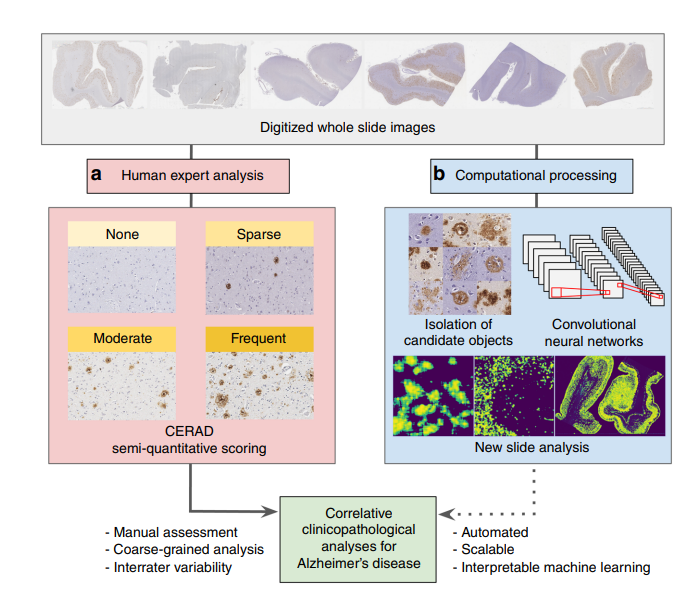 Digitized whole slide images
a Human expert analysis
b Computational processing
None
Sparse
Moderate
Frequent
CERAD
semi-quantitative scoring
Isolation of
candidate objects
Convolutional
neural networks
New slide analysis
- Manual assessment
- Coarse-grained analysis
- Interrater variability
Correlative
clinicopathological
analyses for
Alzheimer's disease
- Automated
- Scalable
- Interpretable machine learning